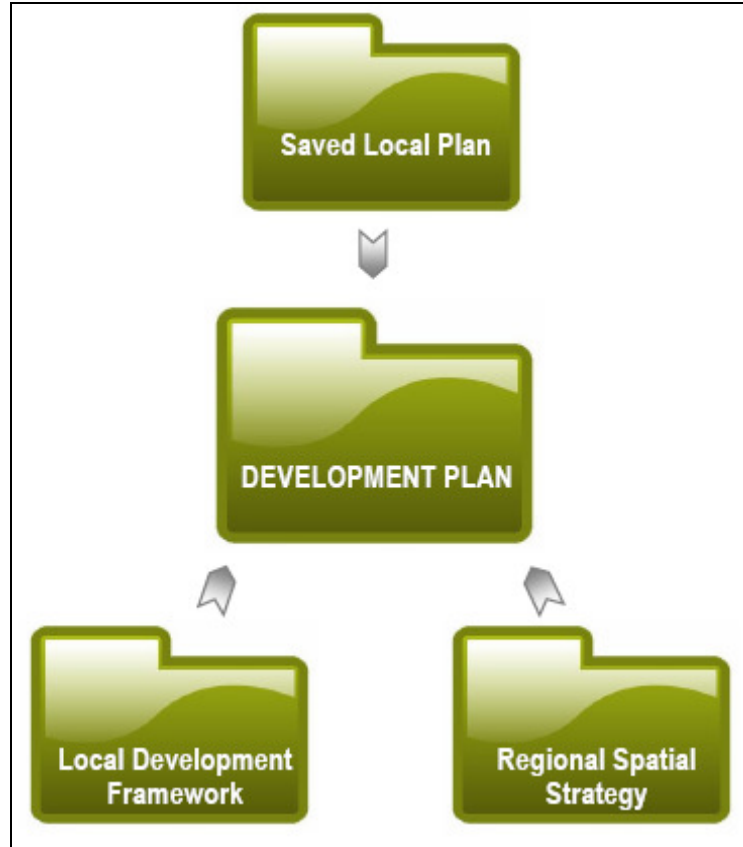 Saved Local Plan
DEVELOPMENT PLAN
Local Development
Framework
Regional Spatial
Strategy